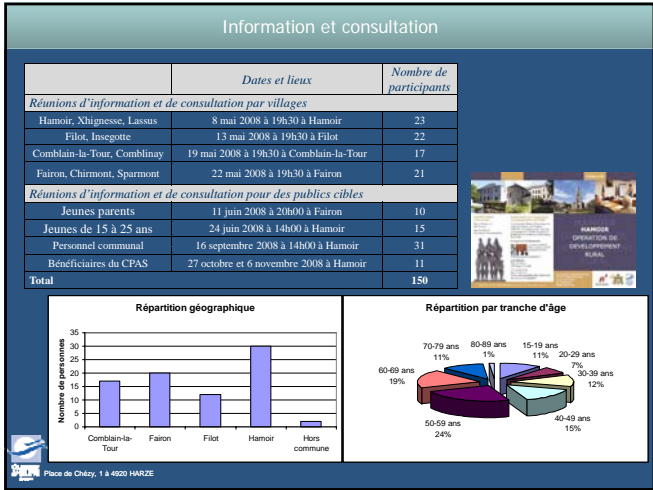 Information et consultation
Dates et lieux
Nombre de participants
Réunions d'information et de consultation par villages
Hamoir, Xhignesse, Lassus 8 mai 2008 à 19h30 à Hamoir 23
Filot, Insegotte 13 mai 2008 à 19h30 à Filot 22
Comblain-la-Tour, Comblinay 19 mai 2008 à 19h30 à Comblain-la-Tour 17
Fairon, Chirmont, Sparmont 22 mai 2008 à 19h30 à Fairon 21
Réunions d'information et de consultation pour des publics cibles
Jeunes parents 11 juin 2008 à 20h00 à Fairon 10
Jeunes de 15 à 25 ans 24 juin 2008 à 14h00 à Hamoir 15
Personnel communal 16 septembre 2008 à 14h00 à Hamoir 31
Bénéficiaires du CPAS 27 octobre et 6 novembre 2008 à Hamoir 11
Total 150
HAMOIR
OPERATION DE
DEVELOPPEMENT
RURAL
Répartition géographique
Nombre de personnes
35
30
25
20
15
10
5
0
Comblain-la-
Tour
Fairon
Filot
Hamoir
Hors
commune
Répartition par tranche d'âge
80-89 ans
1%
15-19 ans
11%
20-29 ans
7%
30-39 ans
12%
40-49 ans
15%
50-59 ans
24%
60-69 ans
19%
70-79 ans
11%
Place de Chézy, 1 à 4920 HARZE